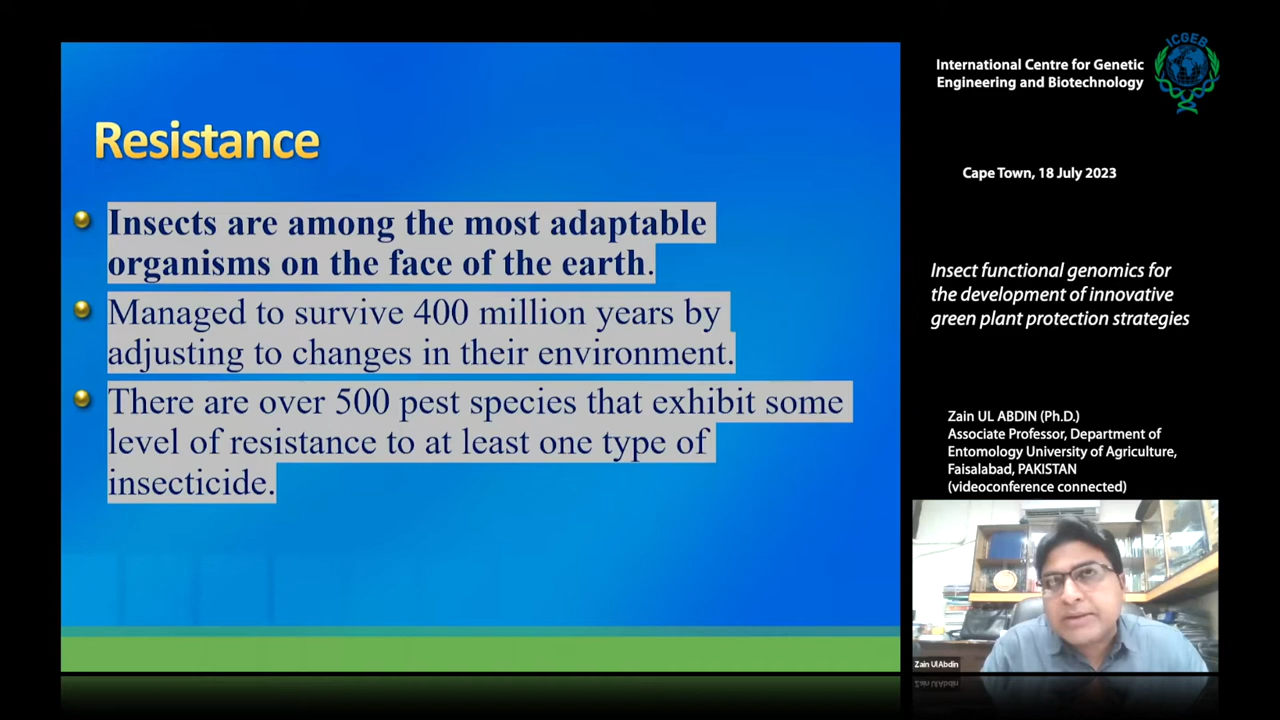 Resistance
Insects are among the most adaptable
organisms on the face of the earth.
Managed to survive 400 million years by
adjusting to changes in their environment.
There are over 500 pest species that exhibit some
level of resistance to at least one type of
insecticide.
International Centre for Genetic
Engineering and Biotechnology
ICGEB
Cape Town, 18 July 2023
Insect functional genomics for
the development of innovative
green plant protection strategies
Zain UL ABDIN (Ph.D.)
Associate Professor, Department of
Entomology University of Agriculture,
Faisalabad, PAKISTAN
(videoconference connected)
Zain UlAbdin